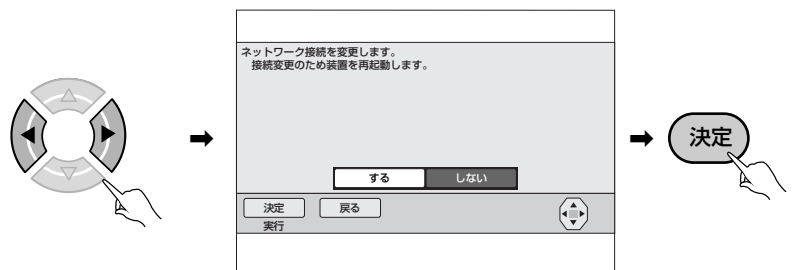 ネットワーク接続を変更します。
接続変更のため装置を再起動します。
する
しない
決定
戻る
実行
決定